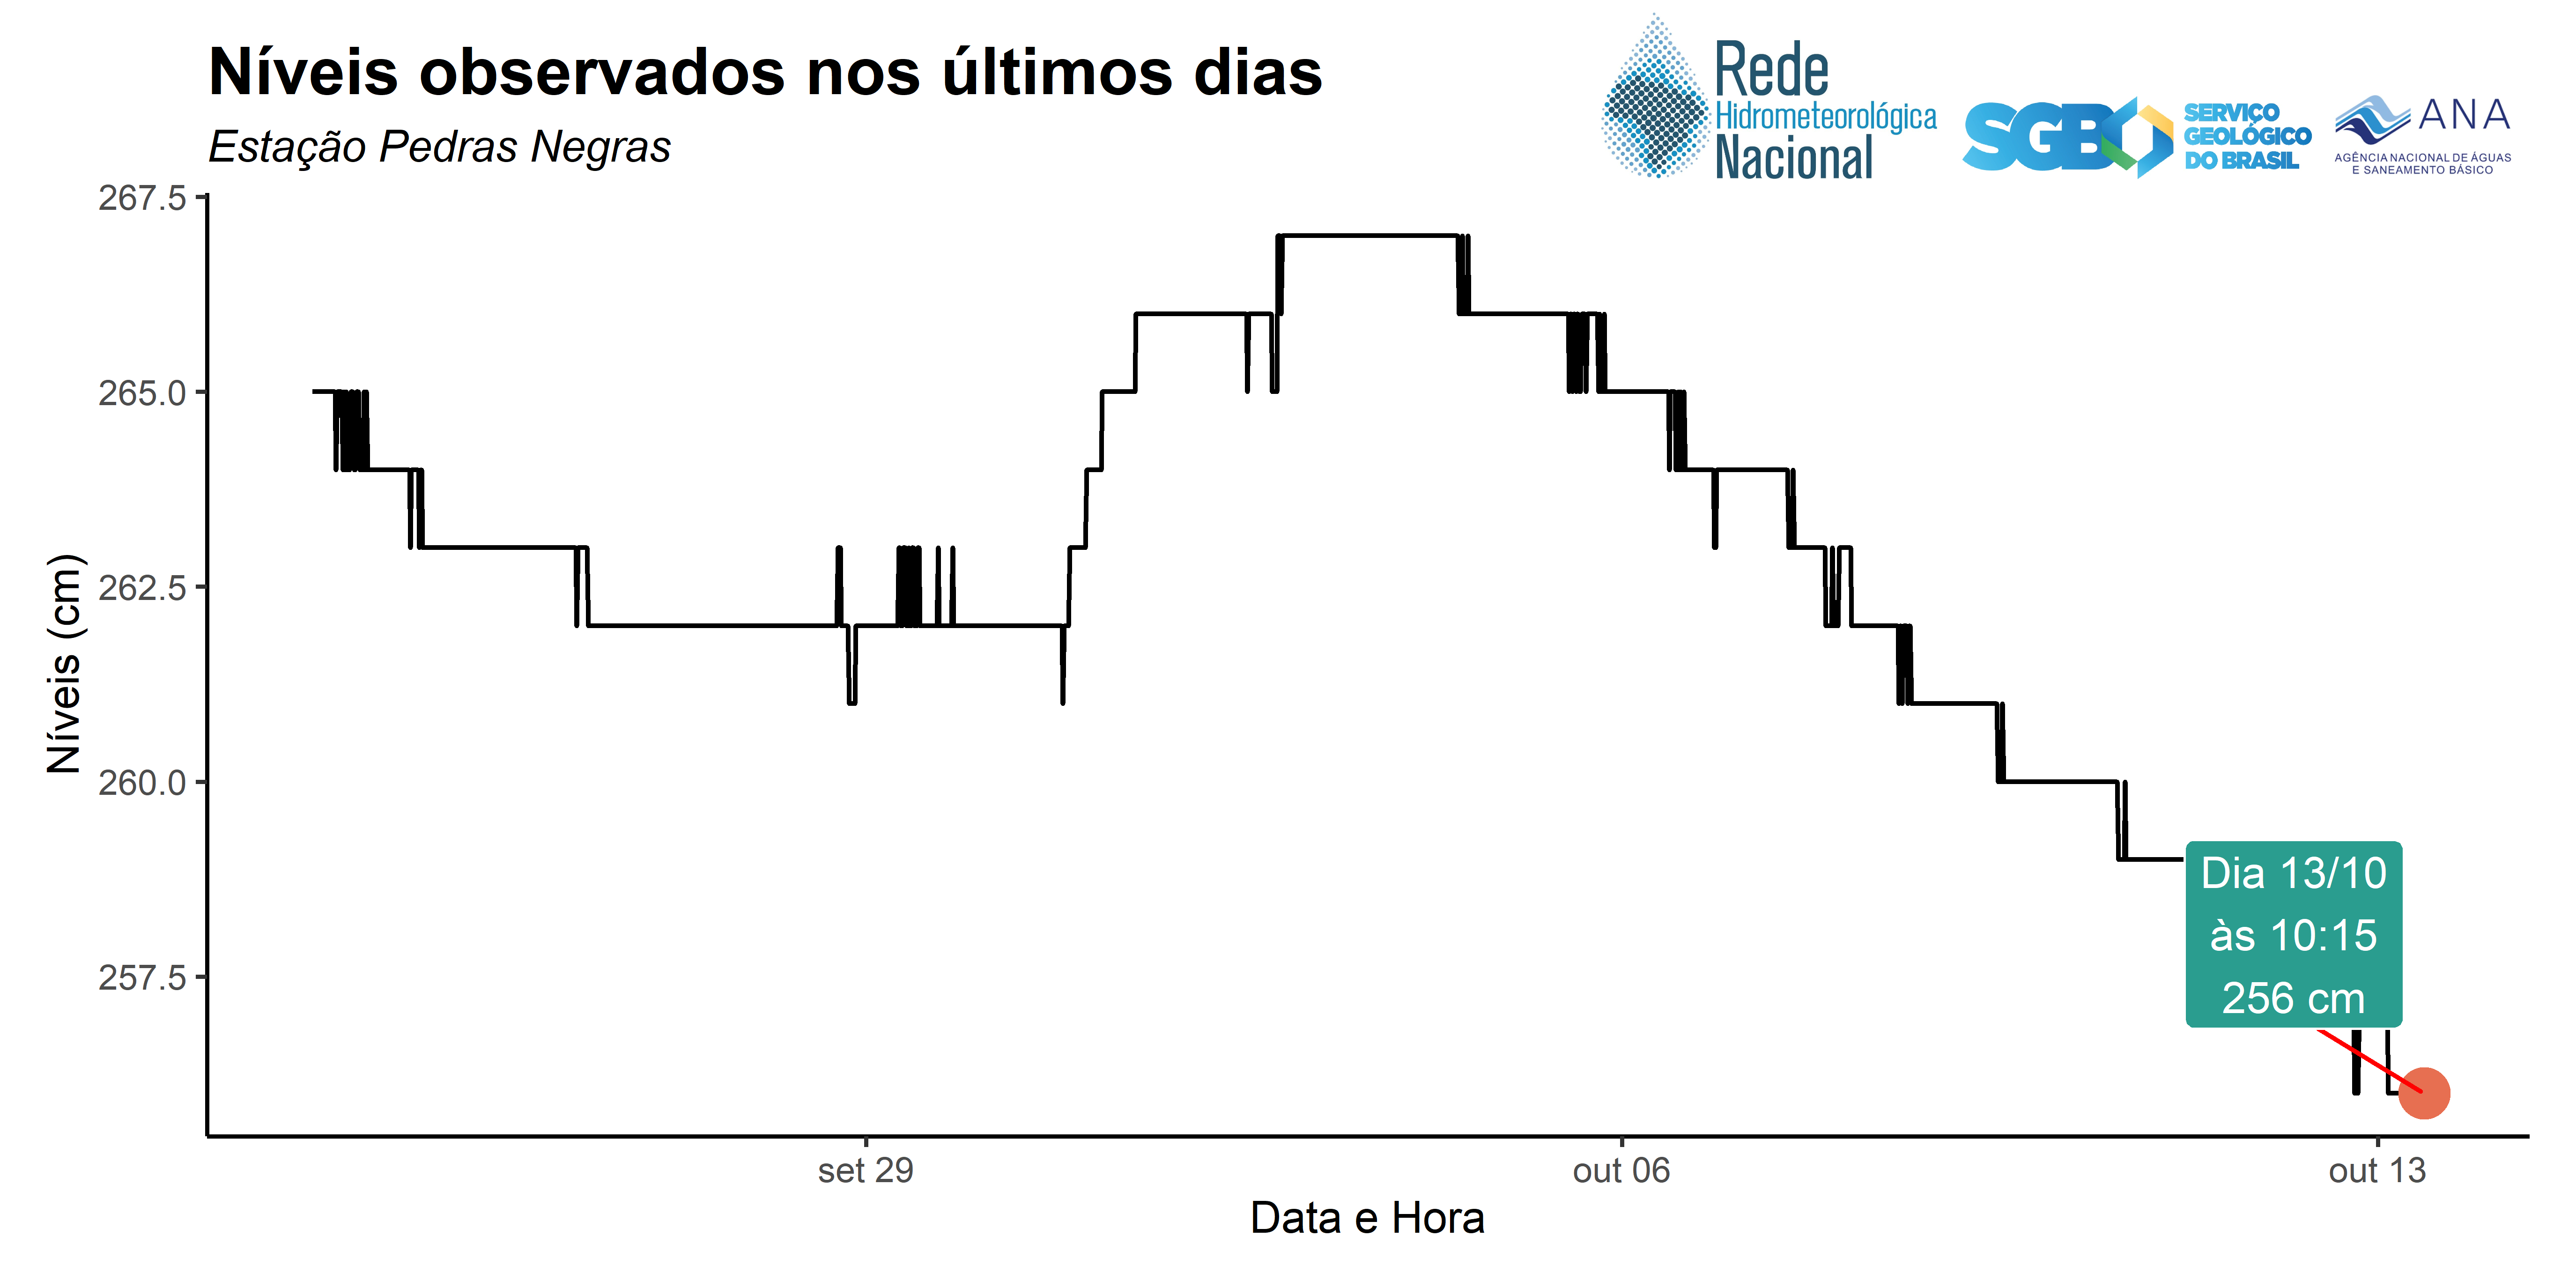 Níveis observados nos últimos dias
Estação Pedras Negras
Rede
Hidrometeorológica
Nacional
SGB
SERVIÇO
GEOLÓGICO
DO BRASIL
ANA
AGÊNCIA NACIONAL DE ÁGUAS
E SANEAMENTO BÁSICO
Níveis (cm)
267.5
265.0
262.5
260.0
257.5
Dia 13/10
às 10:15
256 cm
set 29
out 06
out 13
Data e Hora